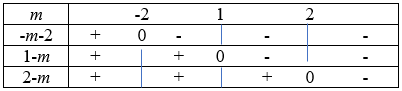 m -2 1 2
-m-2 + 0 - - -
1-m + + 0 - -
2-m + + + 0 -